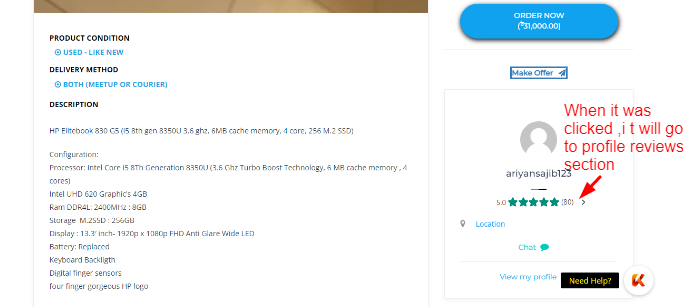 PRODUCT CONDITION
USED - LIKE NEW
DELIVERY METHOD
BOTH (MEETUP OR COURIER)
DESCRIPTION
HP Elitebook 830 G5 (I5 8th gen 8350U 3.6 ghz, 6MB cache memory, 4 core, 256 M.2 SSD)
Configuration:
Processor: Intel Core I5 8Th Generation 8350U (3.6 Ghz Turbo Boost Technology, 6 MB cache memory , 4
cores)
Intel UHD 620 Graphic's 4GB
Ram DDR4L: 2400MHz : 8GB
Storage M.2SSD : 256GB
Display : 13.3' inch- 1920p x 1080p FHD Anti Glare Wide LED
Battery: Replaced
Keyboard Backligth
Digital finger sensors
four finger gorgeous HP logo
ORDER NOW
(₹31,000.00)
Make Offer
When it was
clicked ,i t will go
to profile reviews
section
ariyansajib123
5.0 (80)
Location
Chat
View my profile
Need Help?